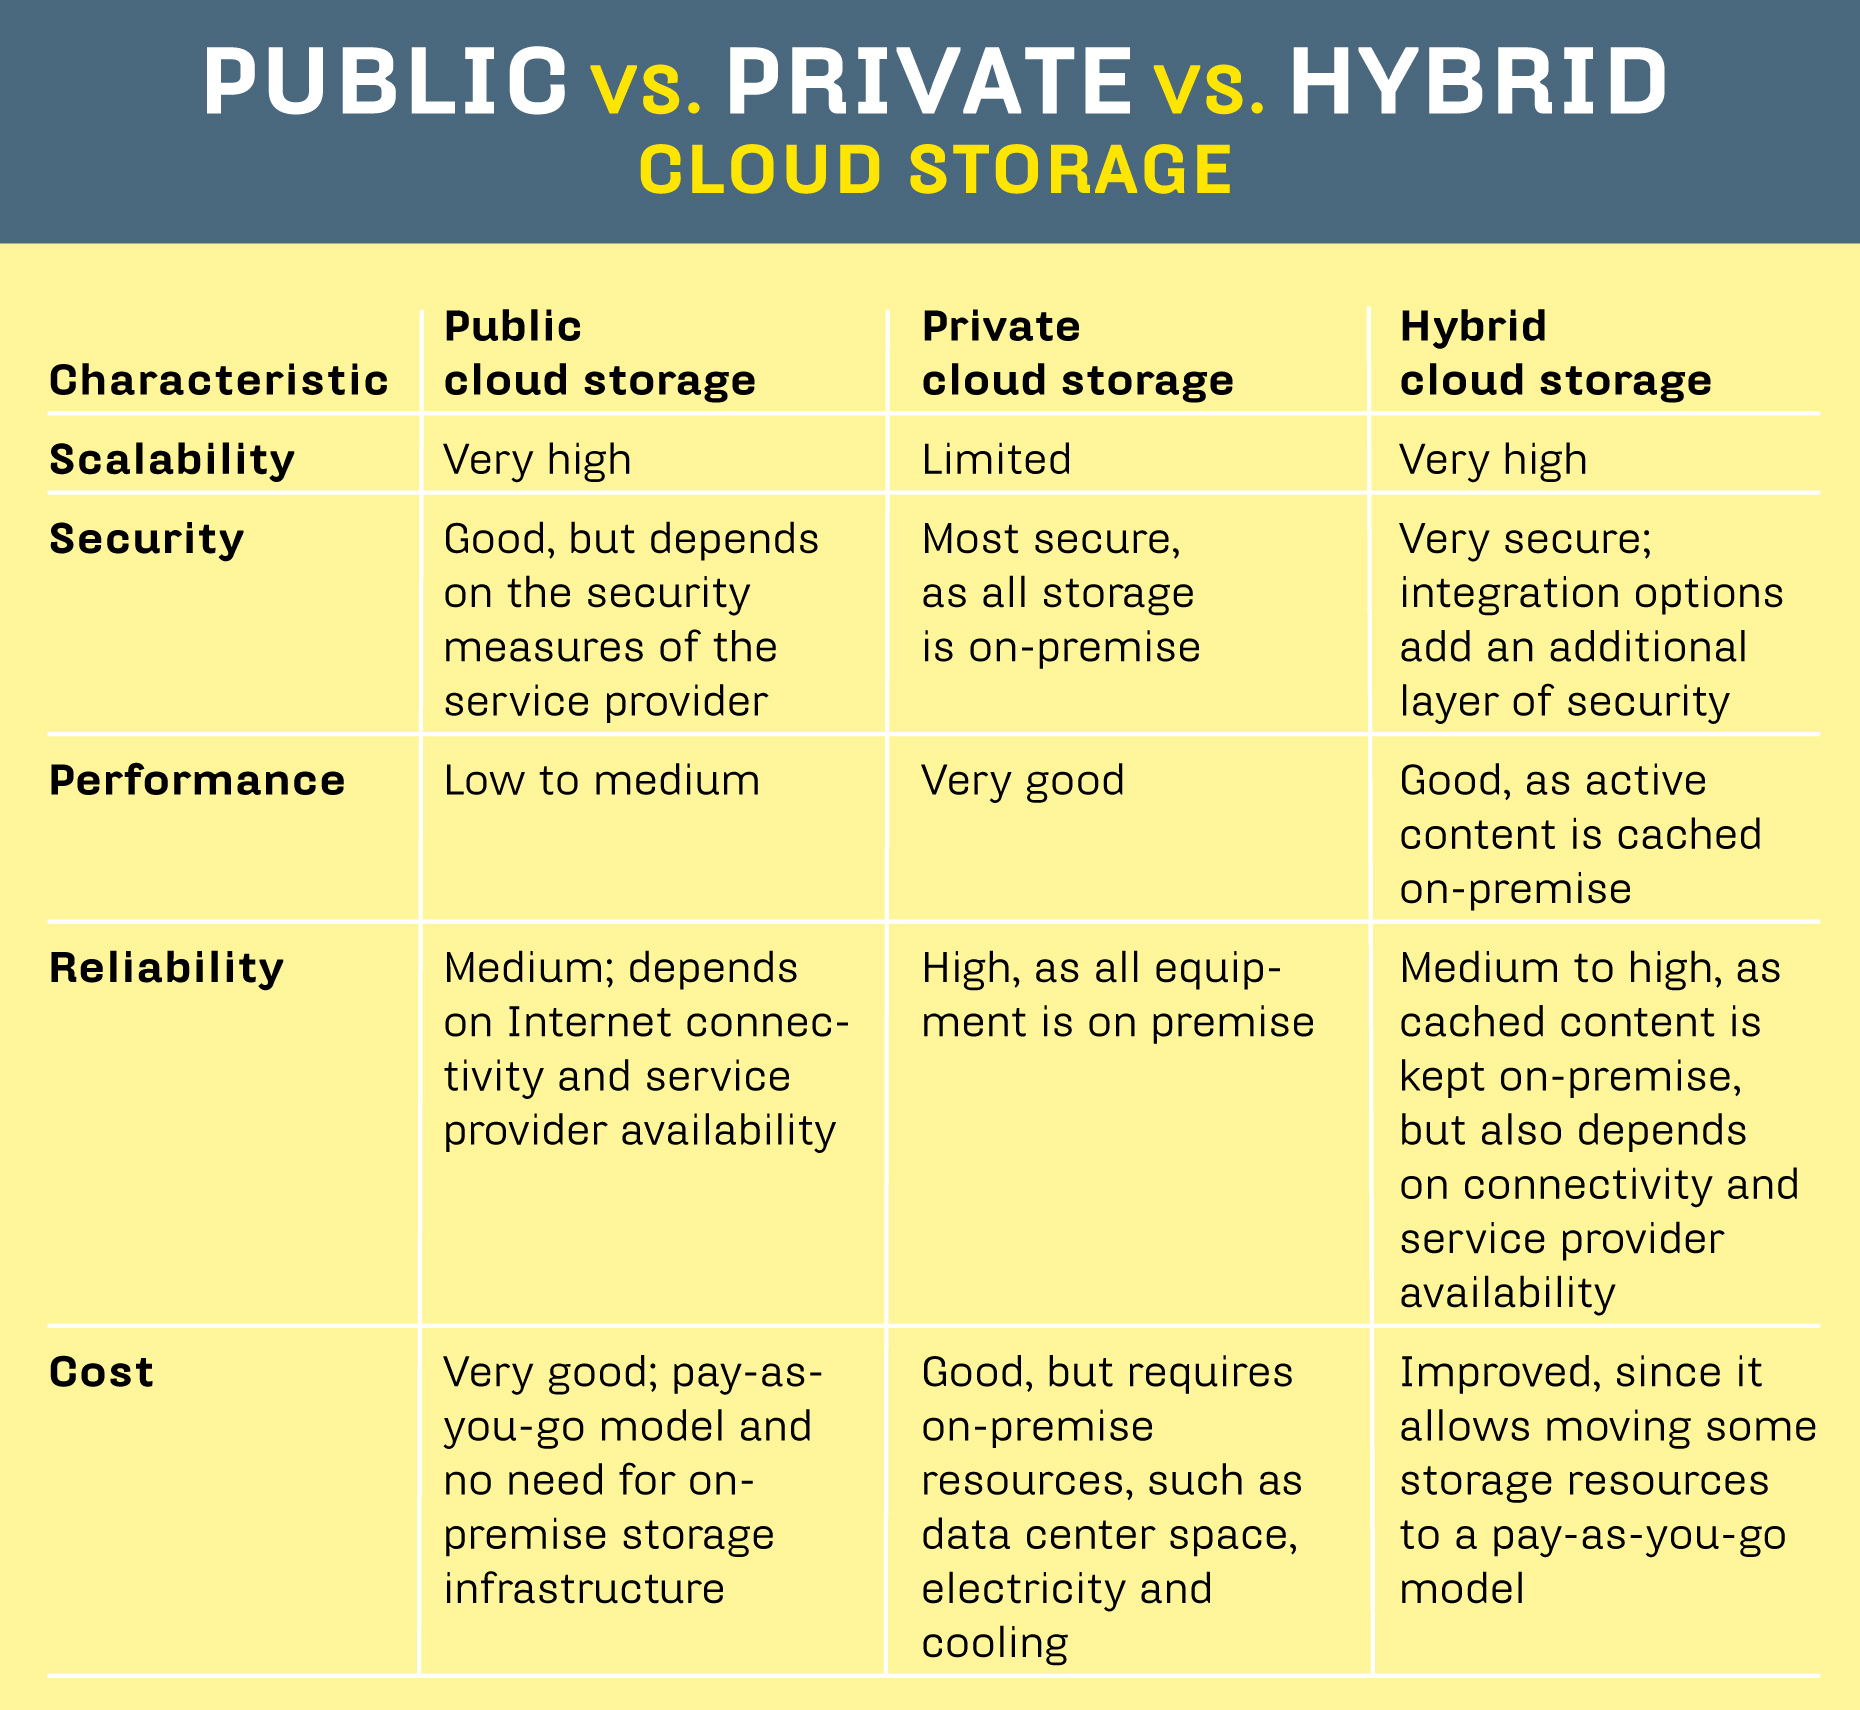 PUBLIC VS. PRIVATE VS. HYBRID
CLOUD STORAGE
Characteristic
Public
cloud storage
Private
cloud storage
Hybrid
cloud storage
Scalability
Very high
Limited
Very high
Security
Good, but depends
on the security
measures of the
service provider
Most secure,
as all storage
is on-premise
Very secure;
integration options
add an additional
layer of security
Performance
Low to medium
Very good
Good, as active
content is cached
on-premise
Reliability
Medium; depends
on Internet connec-
tivity and service
provider availability
High, as all equip-
ment is on premise
Medium to high, as
cached content is
kept on-premise,
but also depends
on connectivity and
service provider
availability
Cost
Very good; pay-as-
you-go model and
no need for on-
premise storage
infrastructure
Good, but requires
on-premise
resources, such as
data center space,
electricity and
cooling
Improved, since it
allows moving some
storage resources
to a pay-as-you-go
model